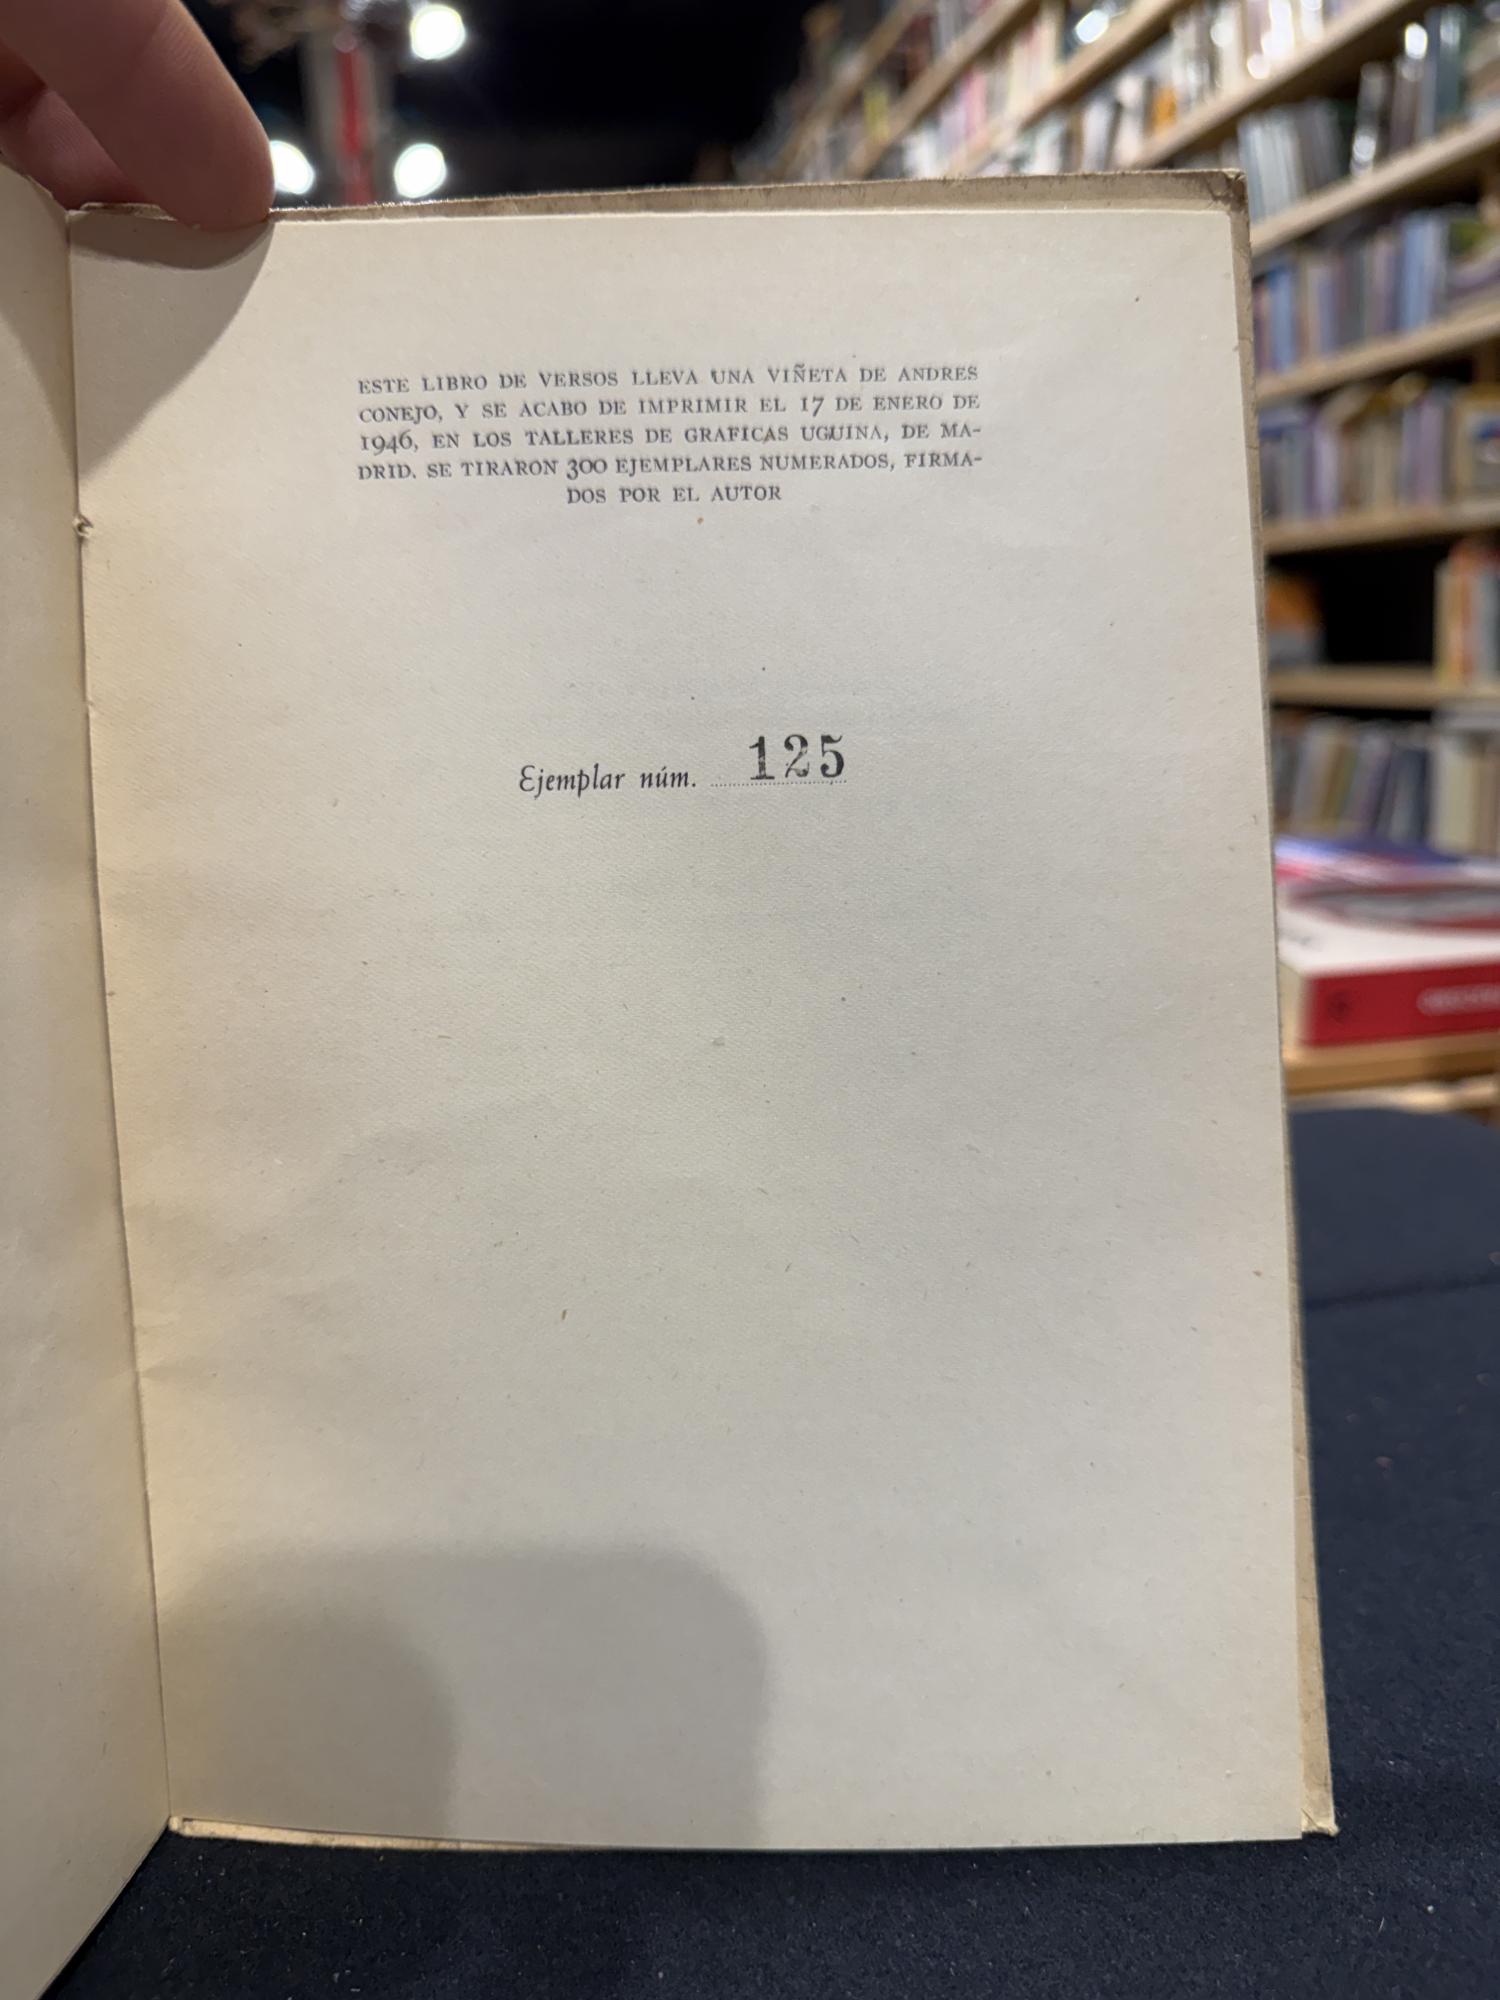 ESTE LIBRO DE VERSOS LLEVA UNA VIÑETA DE ANDRES
CONEJO, Y SE ACABO DE IMPRIMIR EL 17 DE ENERO DE
1946, EN LOS TALLERES DE GRAFICAS UGUINA, DE MA-
DRID. SE TIRARON 300 EJEMPLARES NUMERADOS, FIRMA-
DOS POR EL AUTOR
Ejemplar núm. 125